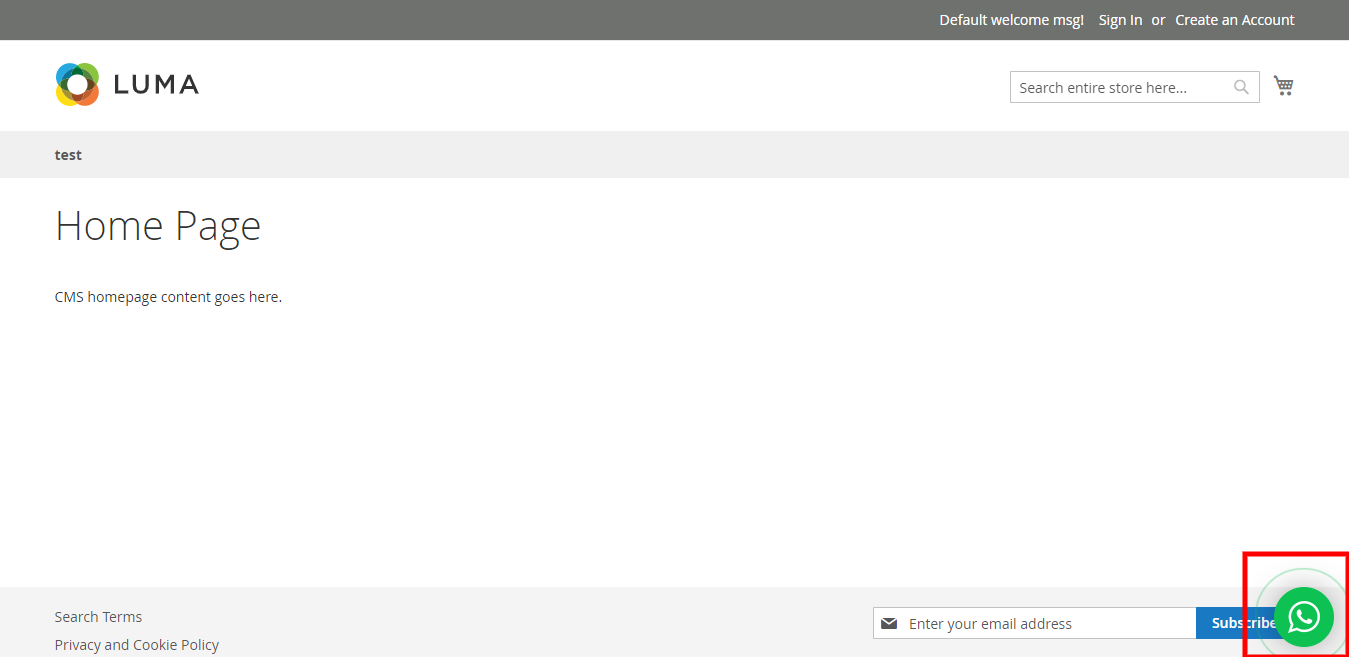 Default welcome msg! Sign In or Create an Account
LUMA
Search entire store here...
test
Home Page
CMS homepage content goes here.
Search Terms
Privacy and Cookie Policy
Enter your email address
Subscribe